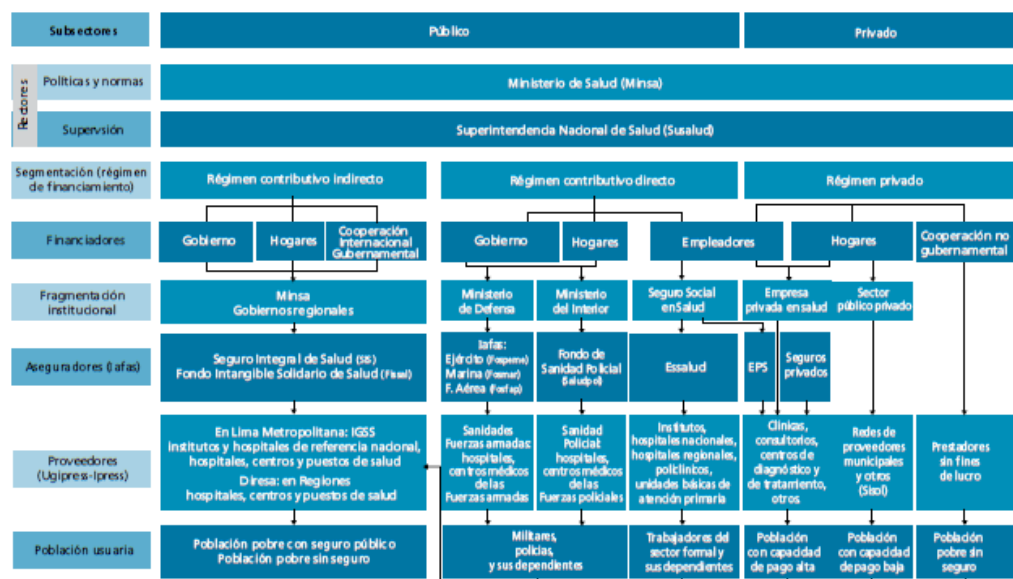 Subsectores
Público
Privado
Rectores
Políticas y normas
Ministerio de Salud (Minsa)
Supervsión
Superintendencia Nacional de Salud (Susalud)
Segmentación (régimen
de financiamiento)
Régimen contributivo indirecto
Régimen contributivo directo
Régimen privado
Financiadores
Gobierno
Hogares
Cooperación
Internacional
Gubernamental
Gobierno
Hogares
Empleadores
Hogares
Cooperación no
gubernamental
Fragmentación
institucional
Minsa
Gobiernos regionales
Ministerio
de Defensa
Ministerio
del Interior
Seguro Social
en Salud
Empresa
privada en salud
Sector
público privado
Aseguradores (Iafas)
Seguro Integral de Salud (SIS)
Fondo Intangible Solidario de Salud (Fissal)
Iafas:
Ejército (Fospeme)
Marina (Fosmar)
F. Aérea (Fosfap)
Fondo de
Sanidad Policial
(Saludpol)
Essalud
EPS
Seguros
privados
Proveedores
(Ugipress-Ipress)
En Lima Metropolitana: IGSS
institutos y hospitales de referencia nacional,
hospitales, centros y puestos de salud
Diresa: en Regiones
hospitales, centros y puestos de salud
Sanidades
Fuerzas armadas:
hospitales,
centros médicos
de las
Fuerzas armadas
Sanidad
Policial:
hospitales,
centros médicos
de las
Fuerzas policiales
Institutos,
hospitales nacionales,
hospitales regionales,
policlínicos,
unidades básicas de
atención primaria
Clínicas,
consultorios,
centros de
diagnóstico y
de tratamiento,
otros
Redes de
proveedores
municipales
y otros
(Sisol)
Prestadores
sin fines
de lucro
Población usuaria
Población pobre con seguro público
Población pobre sin seguro
Militares,
policías,
y sus dependientes
Trabajadores del
sector formal y
sus dependientes
Población
con capacidad
de pago alta
Población
con capacidad
de pago baja
Población
pobre sin
seguro